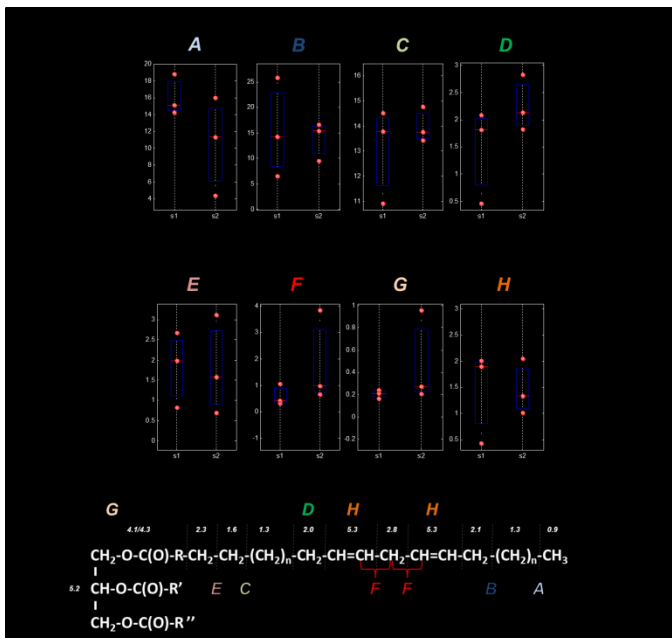 A B C D
20 18 16 14 12 10 8 6 4
25 20 15 10 5 0
16 15 14 13 12 11
3 2.5 2 1.5 1 0.5
s1 s2 s1 s2 s1 s2 s1 s2
E F G H
3 2.5 2 1.5 1 0.5 0
4 3 2 1 0 -1
1 0.8 0.6 0.4 0.2 0 -0.2
3 2.5 2 1.5 1 0.5
s1 s2 s1 s2 s1 s2 s1 s2
G D H H
4.1/4.3 2.3 1.6 1.3 2.0 5.3 2.8 5.3 2.1 1.3 0.9
CH2-O-C(O)-R-CH2-CH2-(CH2)n-CH2-CH=CH-CH2-CH=CH-CH2-(CH2)n-CH3
5.2 CH-O-C(O)-R' E C F F B A
CH2-O-C(O)-R''